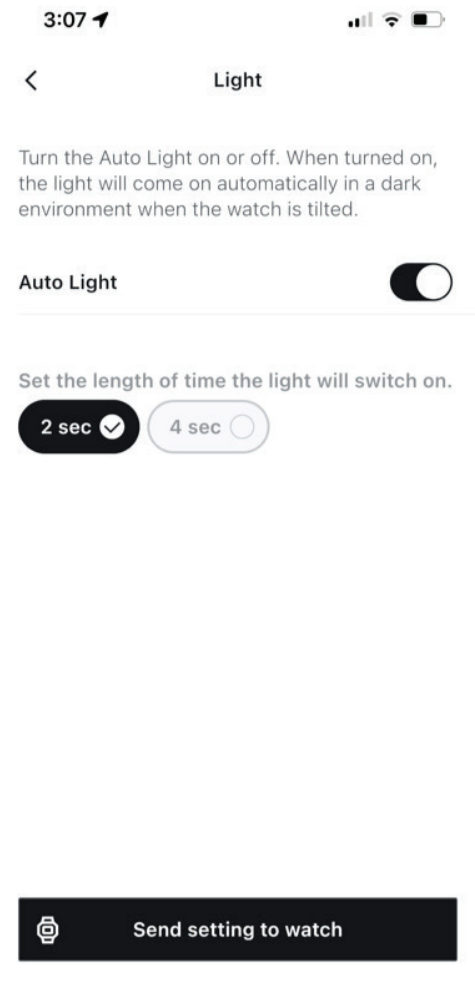 3:07
Light
Turn the Auto Light on or off. When turned on,
the light will come on automatically in a dark
environment when the watch is tilted.
Auto Light
Set the length of time the light will switch on.
2 sec 4 sec
Send setting to watch